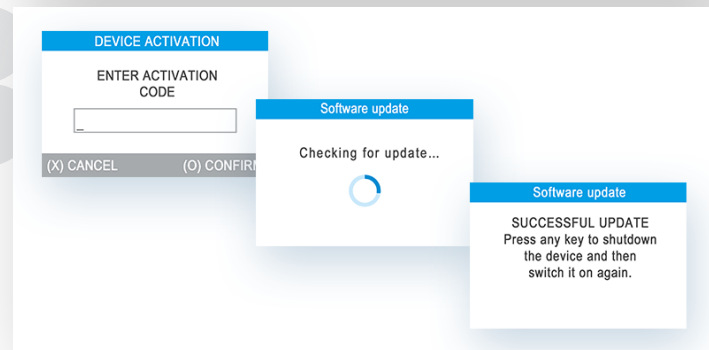 DEVICE ACTIVATION
ENTER ACTIVATION
CODE
_
(X) CANCEL (O) CONFIRM
Software update
Checking for update...
Software update
SUCCESSFUL UPDATE
Press any key to shutdown
the device and then
switch it on again.